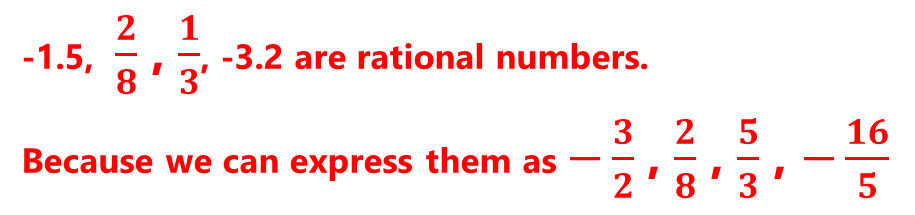 -1.5, 2/8, 1/3, -3.2 are rational numbers.
Because we can express them as −3/2, 2/8, 5/3, −16/5